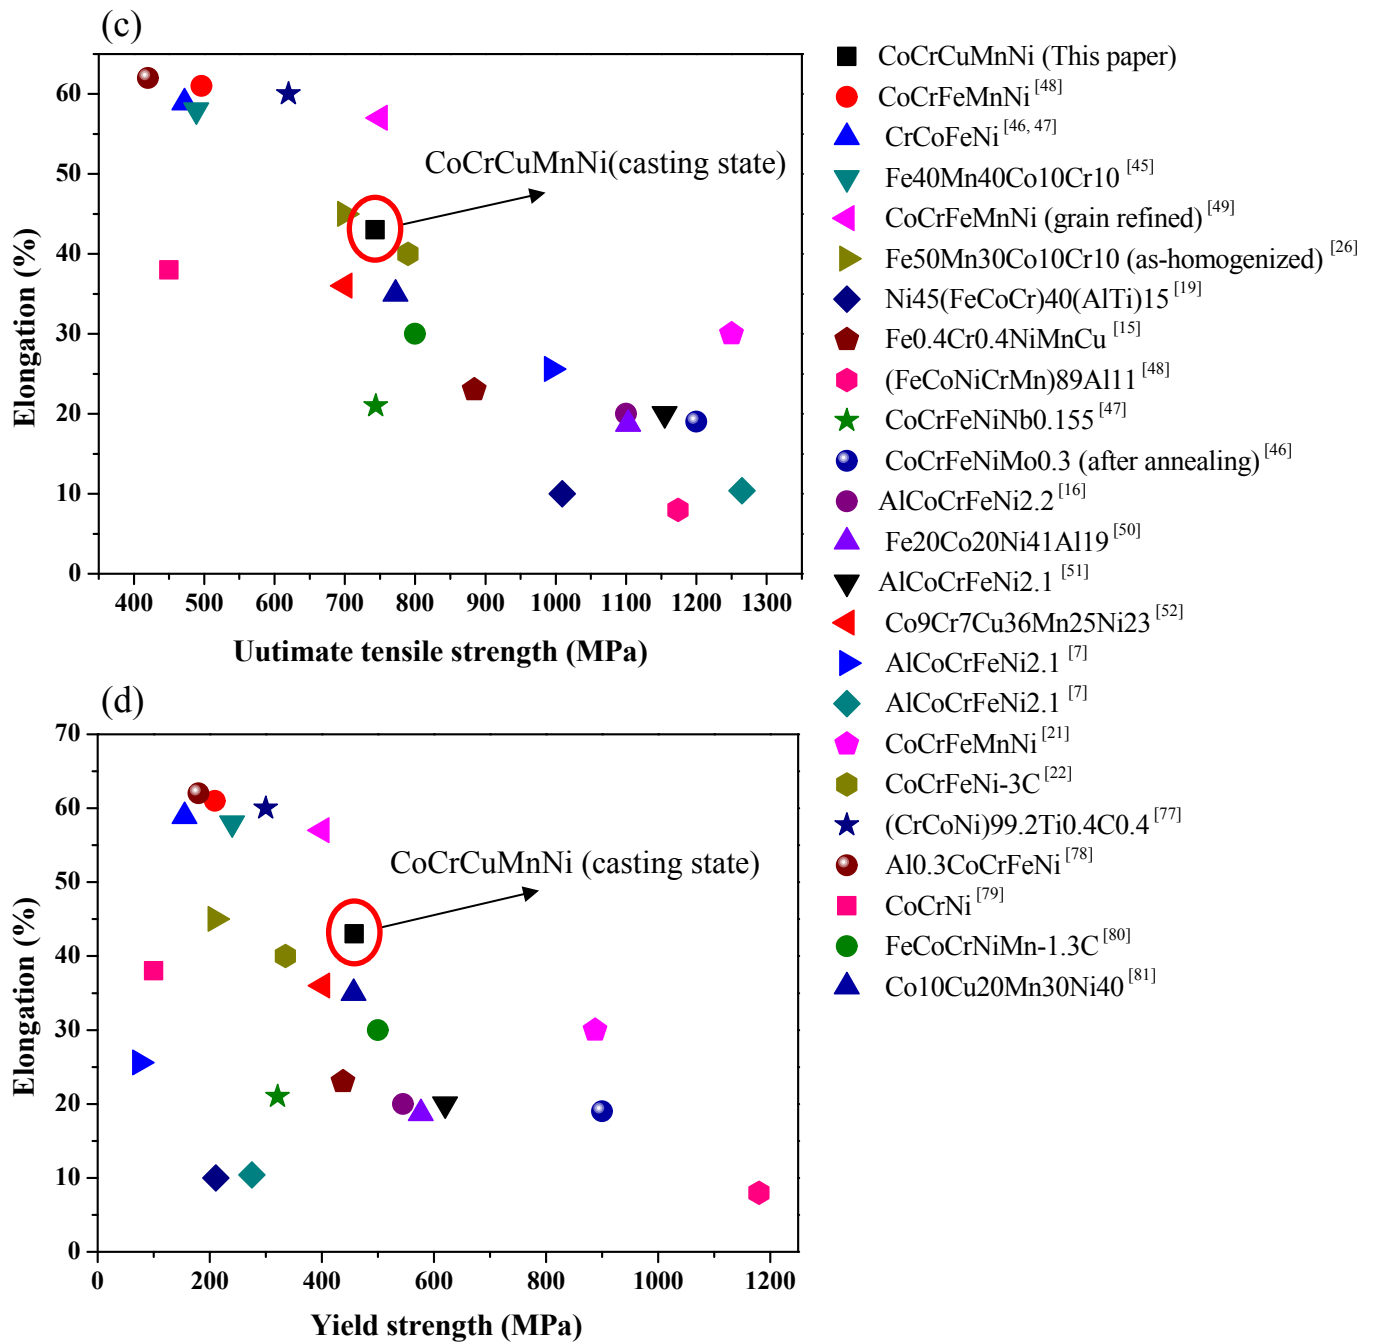 (c)
60
50
40
30
20
10
0
Elongation (%)
CoCrCuMnNi(casting state)
400 500 600 700 800 900 1000 1100 1200 1300
Uutimate tensile strength (MPa)
(d)
70
60
50
40
30
20
10
0
Elongation (%)
CoCrCuMnNi (casting state)
0 200 400 600 800 1000 1200
Yield strength (MPa)
CoCrCuMnNi (This paper)
CoCrFeMnNi [48]
CrCoFeNi [46, 47]
Fe40Mn40Co10Cr10 [45]
CoCrFeMnNi (grain refined) [49]
Fe50Mn30Co10Cr10 (as-homogenized) [26]
Ni45(FeCoCr)40(AlTi)15 [19]
Fe0.4Cr0.4NiMnCu [15]
(FeCoNiCrMn)89Al11 [48]
CoCrFeNiNb0.155 [47]
CoCrFeNiMo0.3 (after annealing) [46]
AlCoCrFeNi2.2 [16]
Fe20Co20Ni41Al19 [50]
AlCoCrFeNi2.1 [51]
Co9Cr7Cu36Mn25Ni23 [52]
AlCoCrFeNi2.1 [7]
AlCoCrFeNi2.1 [7]
CoCrFeMnNi [21]
CoCrFeNi-3C [22]
(CrCoNi)99.2Ti0.4C0.4 [77]
Al0.3CoCrFeNi [78]
CoCrNi [79]
FeCoCrNiMn-1.3C [80]
Co10Cu20Mn30Ni40 [81]